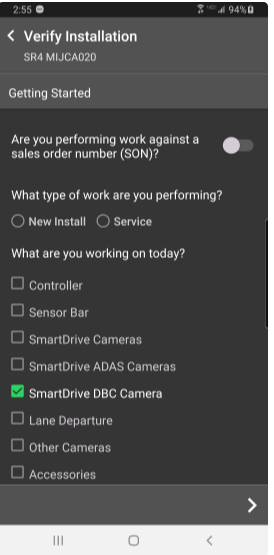 2:55
94%
Verify Installation
SR4 MIJCA020
Getting Started
Are you performing work against a
sales order number (SON)?
What type of work are you performing?
New Install Service
What are you working on today?
Controller
Sensor Bar
SmartDrive Cameras
SmartDrive ADAS Cameras
SmartDrive DBC Camera
Lane Departure
Other Cameras
Accessories